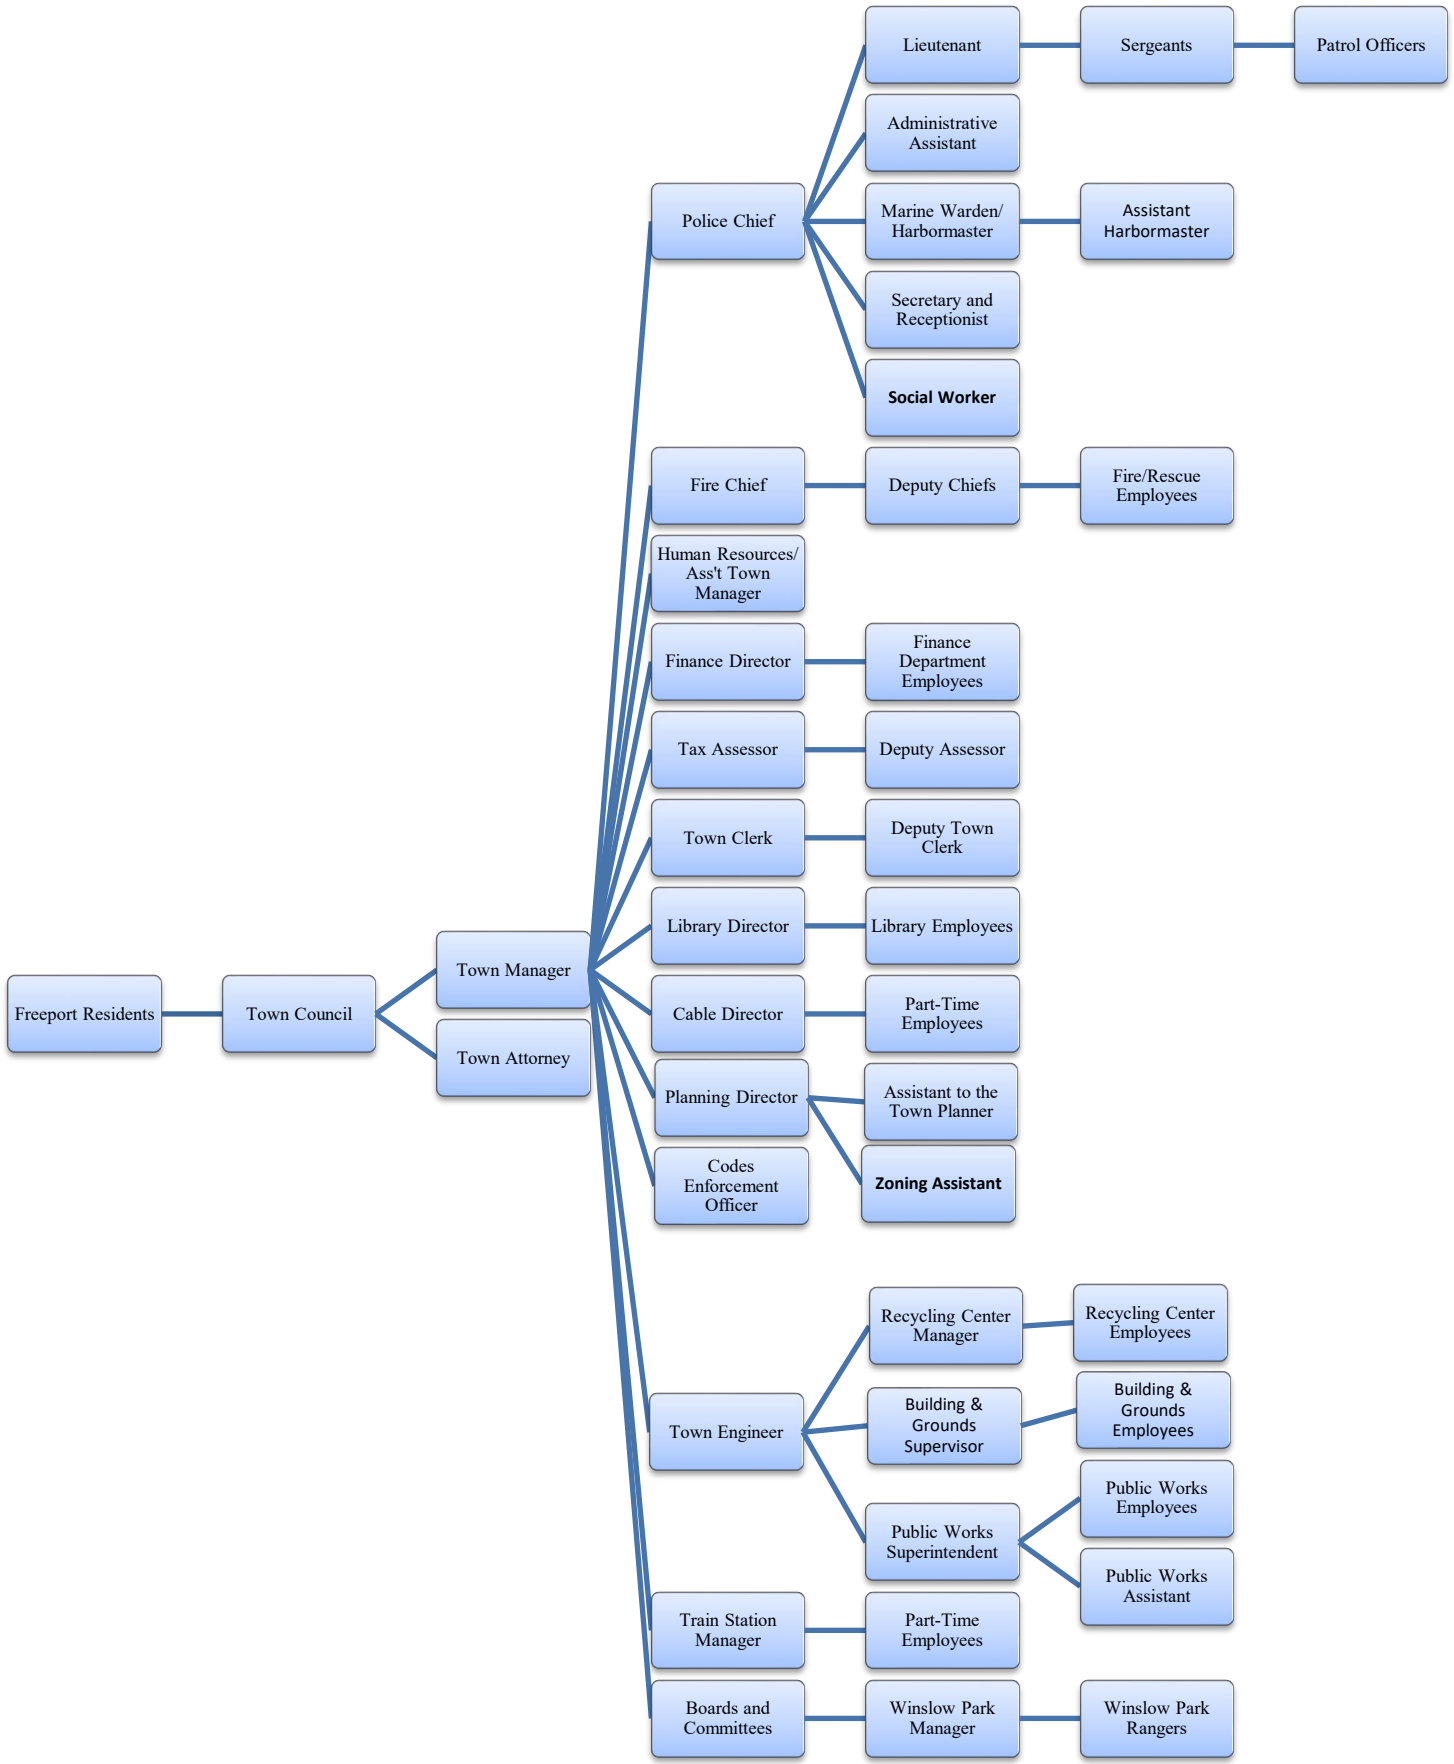 Lieutenant
Sergeants
Patrol Officers
Administrative
Assistant
Police Chief
Marine Warden/
Harbormaster
Assistant
Harbormaster
Secretary and
Receptionist
Social Worker
Fire Chief
Deputy Chiefs
Fire/Rescue
Employees
Human Resources/
Ass't Town
Manager
Finance Director
Finance
Department
Employees
Tax Assessor
Deputy Assessor
Town Clerk
Deputy Town
Clerk
Library Director
Library Employees
Town Manager
Freeport Residents
Town Council
Cable Director
Part-Time
Employees
Town Attorney
Planning Director
Assistant to the
Town Planner
Codes
Enforcement
Officer
Zoning Assistant
Recycling Center
Manager
Recycling Center
Employees
Town Engineer
Building &
Grounds
Supervisor
Building &
Grounds
Employees
Public Works
Superintendent
Public Works
Employees
Public Works
Assistant
Train Station
Manager
Part-Time
Employees
Boards and
Committees
Winslow Park
Manager
Winslow Park
Rangers